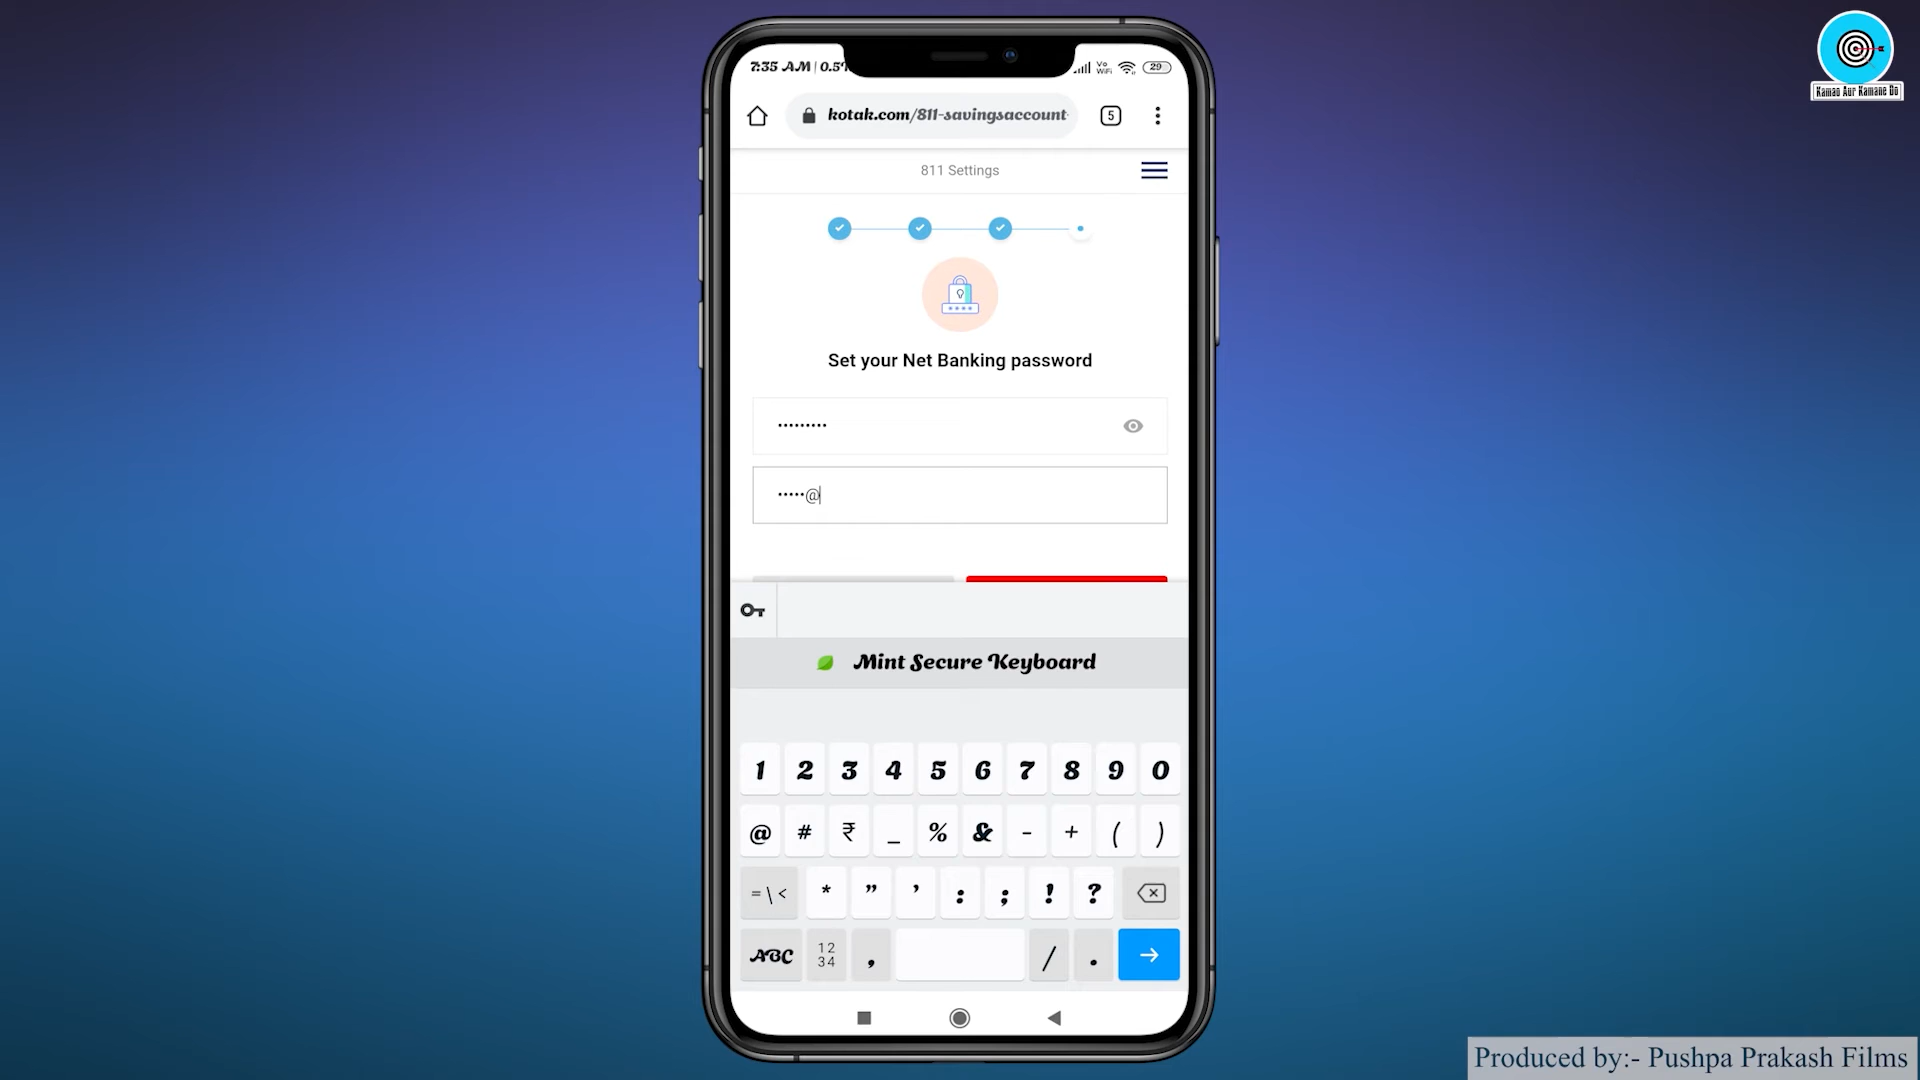 Kamao Aur Kamane Do
7:35 AM | 0.5
Vo
WiFi
29
kotak.com/811-savingsaccount
5
811 Settings
Set your Net Banking password
•••••••••
•••••@
Mint Secure Keyboard
1 2 3 4 5 6 7 8 9 0
@ # ₹ _ % & - + ( )
= \ < * " ' : ; ! ?
ABC 12 34 , / .
Produced by:- Pushpa Prakash Films